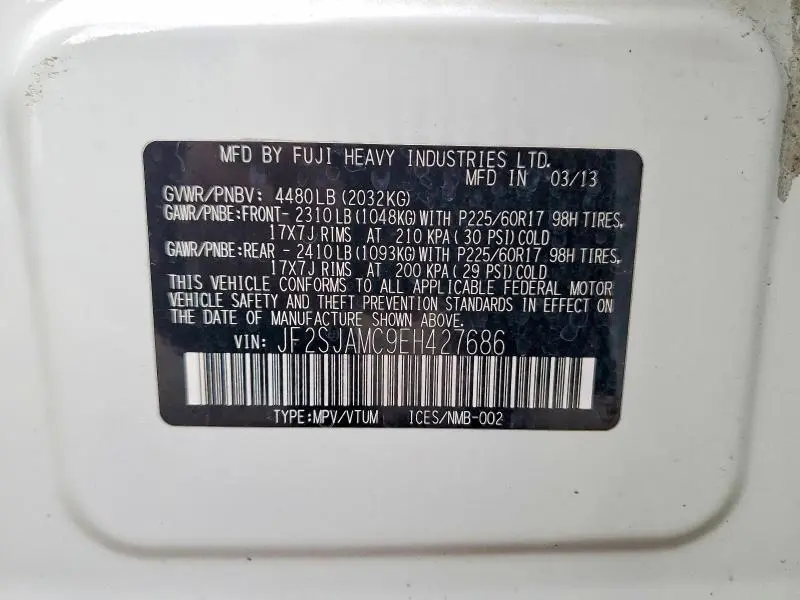 MFD BY FUJI HEAVY INDUSTRIES LTD.
MFD IN 03/13
GVWR/PNBV: 4480LB(2032KG)
GAWR/PNBE:FRONT- 2310LB(1048KG)WITH P225/60R17 98H TIRES,
17X7J RIMS AT 210 KPA(30 PSI)COLD
GAWR/PNBE:REAR - 2410LB(1093KG)WITH P225/60R17 98H TIRES,
17X7J RIMS AT 200 KPA(29 PSI)COLD
THIS VEHICLE CONFORMS TO ALL APPLICABLE FEDERAL MOTOR
VEHICLE SAFETY AND THEFT PREVENTION STANDARDS IN EFFECT ON
THE DATE OF MANUFACTURE SHOWN ABOVE.
VIN: JF2SJAMC9EH427686
TYPE:MPV/VTUM ICES/NMB-002